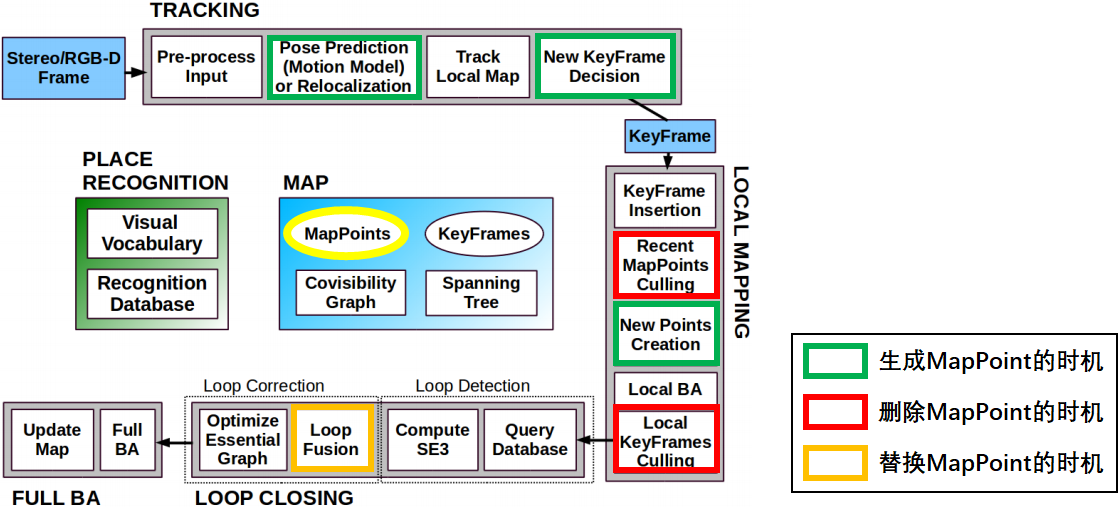 TRACKING
Stereo/RGB-D
Frame
Pre-process
Input
Pose Prediction
(Motion Model)
or Relocalization
Track
Local Map
New KeyFrame
Decision
KeyFrame
PLACE
RECOGNITION
Visual
Vocabulary
Recognition
Database
MAP
MapPoints
KeyFrames
Covisibility
Graph
Spanning
Tree
LOCAL MAPPING
KeyFrame
Insertion
Recent
MapPoints
Culling
New Points
Creation
Local BA
Local
KeyFrames
Culling
生成MapPoint的时机
删除MapPoint的时机
替换MapPoint的时机
Loop Correction
Loop Detection
Update
Map
Full
BA
Optimize
Essential
Graph
Loop
Fusion
Compute
SE3
Query
Database
FULL BA
LOOP CLOSING